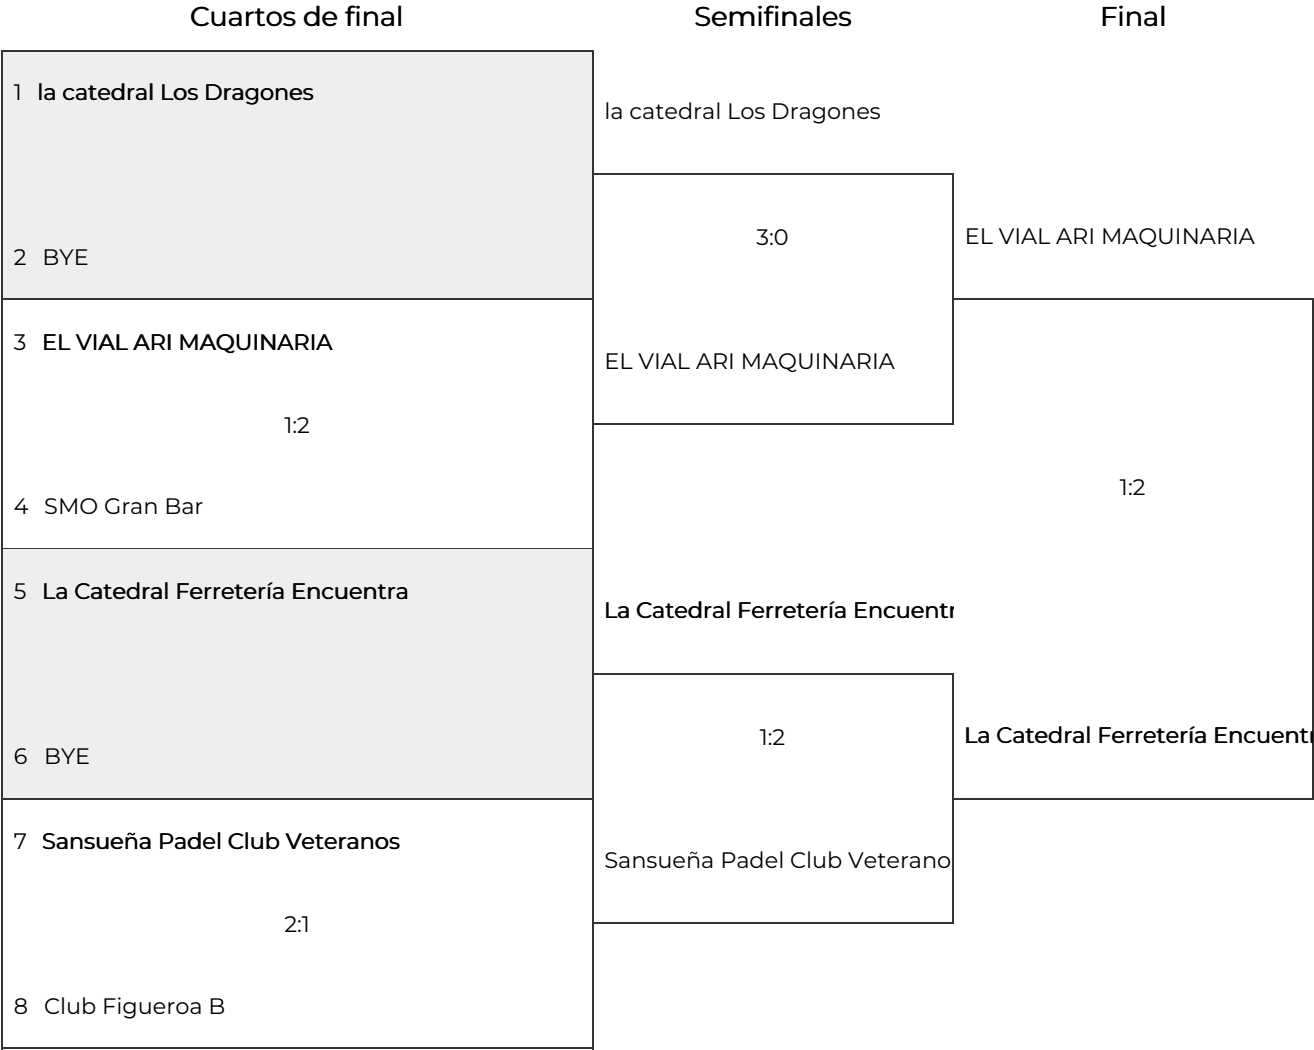 Cuartos de final
Semifinales
Final
1 la catedral Los Dragones
2 BYE
3 EL VIAL ARI MAQUINARIA
1:2
4 SMO Gran Bar
5 La Catedral Ferretería Encuentra
6 BYE
7 Sansueña Padel Club Veteranos
2:1
8 Club Figueroa B
la catedral Los Dragones
3:0
EL VIAL ARI MAQUINARIA
La Catedral Ferretería Encuentr
1:2
Sansueña Padel Club Veterano
EL VIAL ARI MAQUINARIA
1:2
La Catedral Ferretería Encuentr